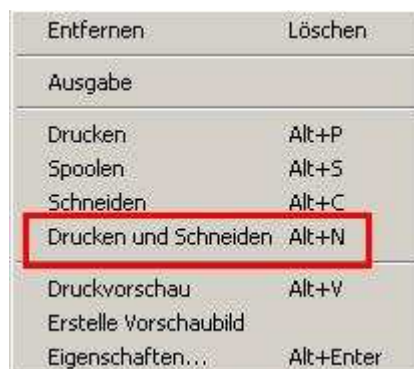 Entfernen Löschen
Ausgabe
Drucken Alt+P
Spoolen Alt+S
Schneiden Alt+C
Drucken und Schneiden Alt+N
Druckvorschau Alt+V
Erstelle Vorschaubild
Eigenschaften... Alt+Enter